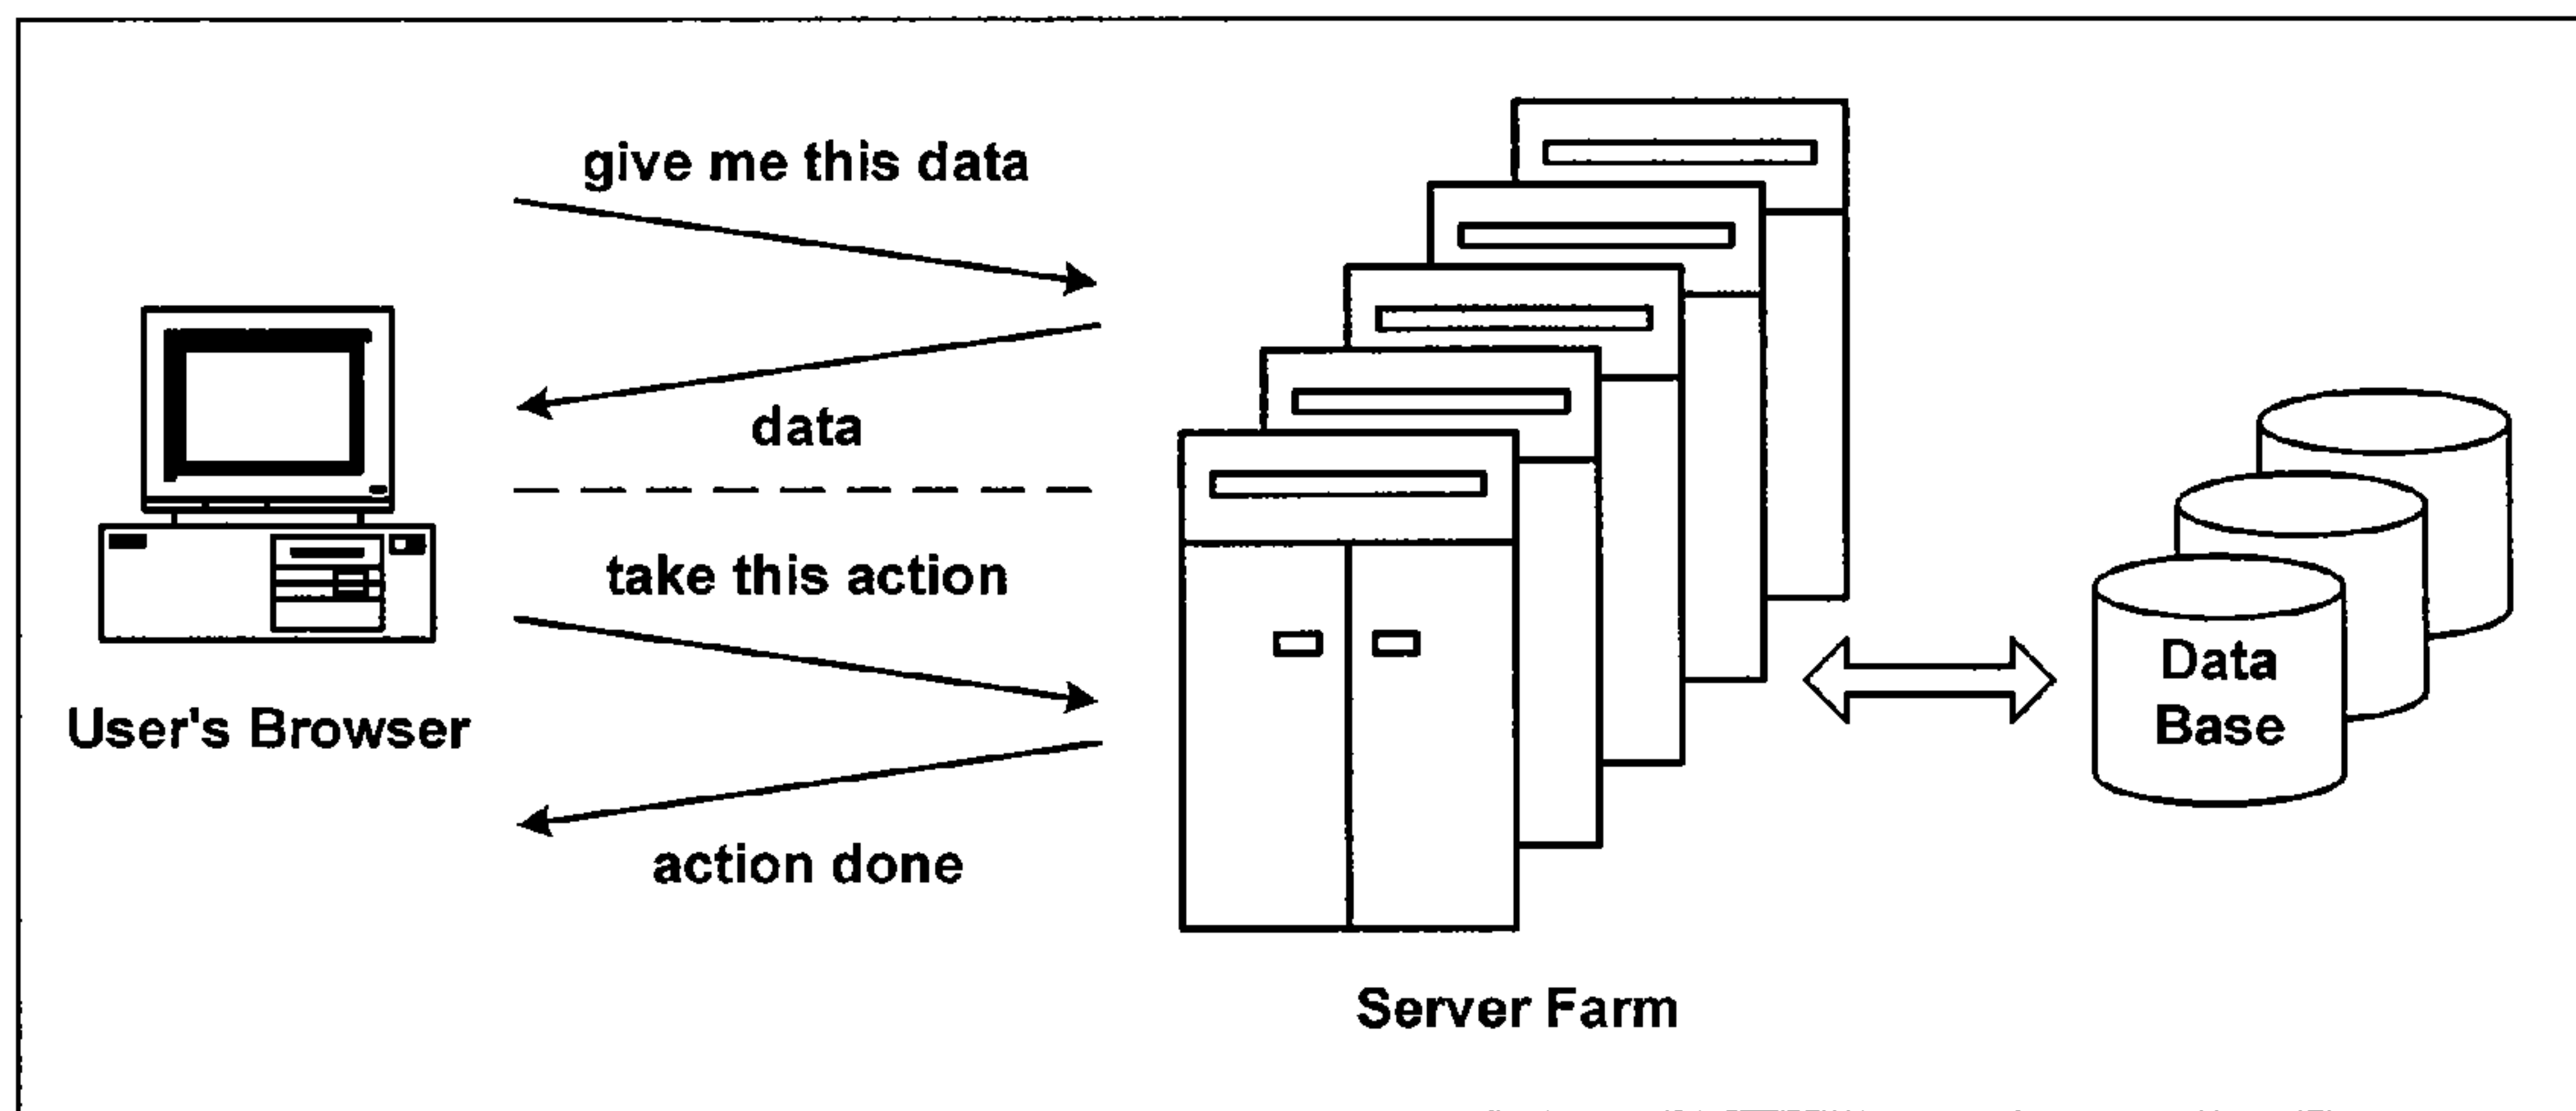 give me this data
data
take this action
User's Browser
action done
Data
Base
Server Farm